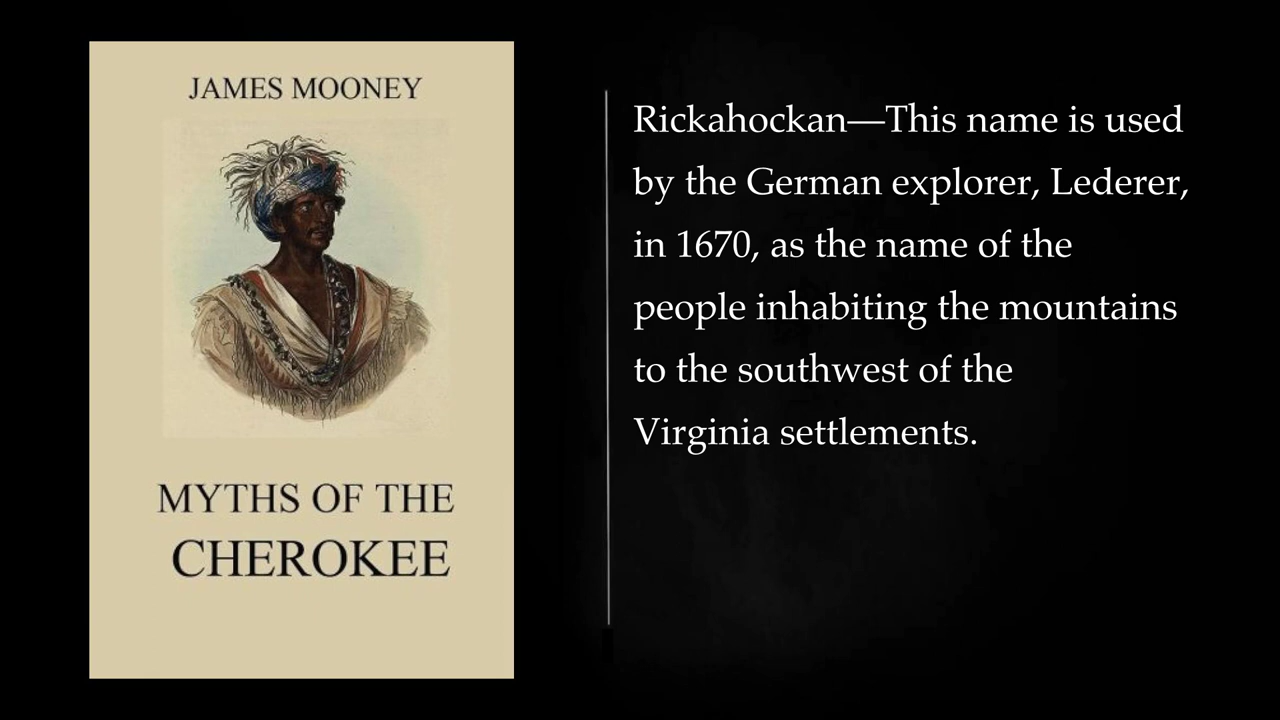 JAMES MOONEY
MYTHS OF THE
CHEROKEE
Rickahockan—This name is used
by the German explorer, Lederer,
in 1670, as the name of the
people inhabiting the mountains
to the southwest of the
Virginia settlements.